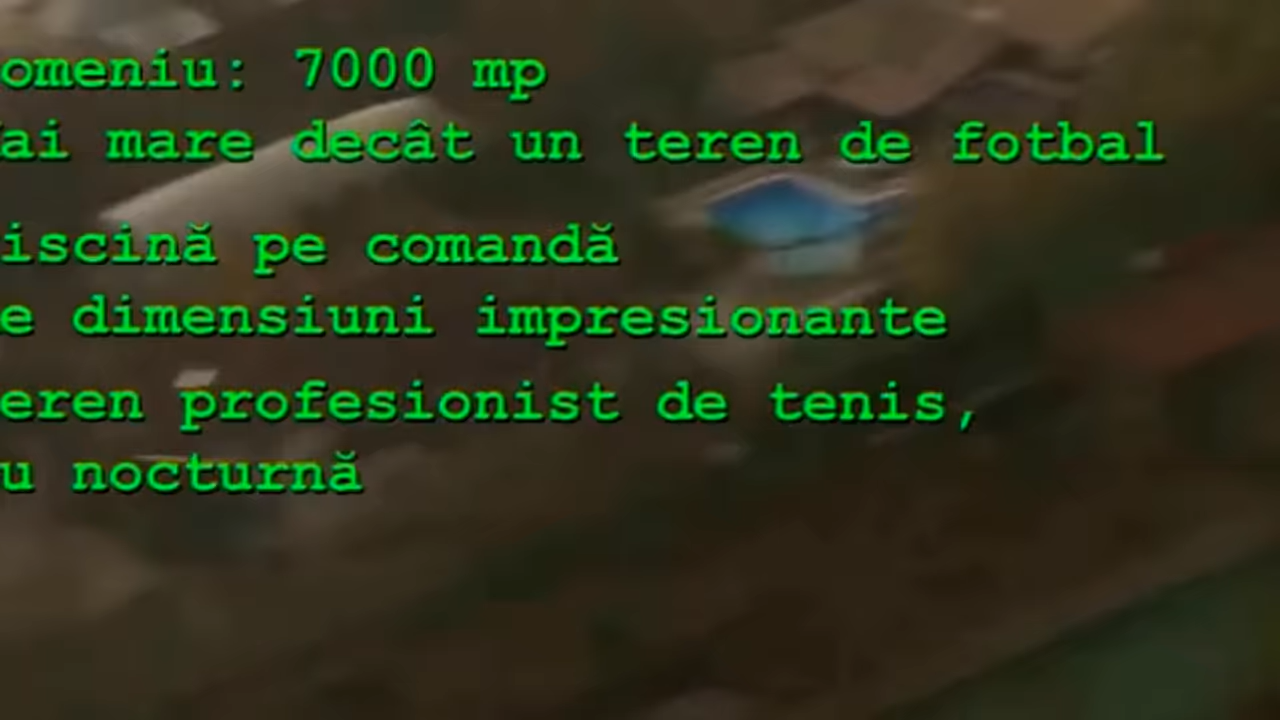 omeniu: 7000 mp
ai mare decât un teren de fotbal
iscină pe comandă
e dimensiuni impresionante
eren profesionist de tenis,
u nocturnă